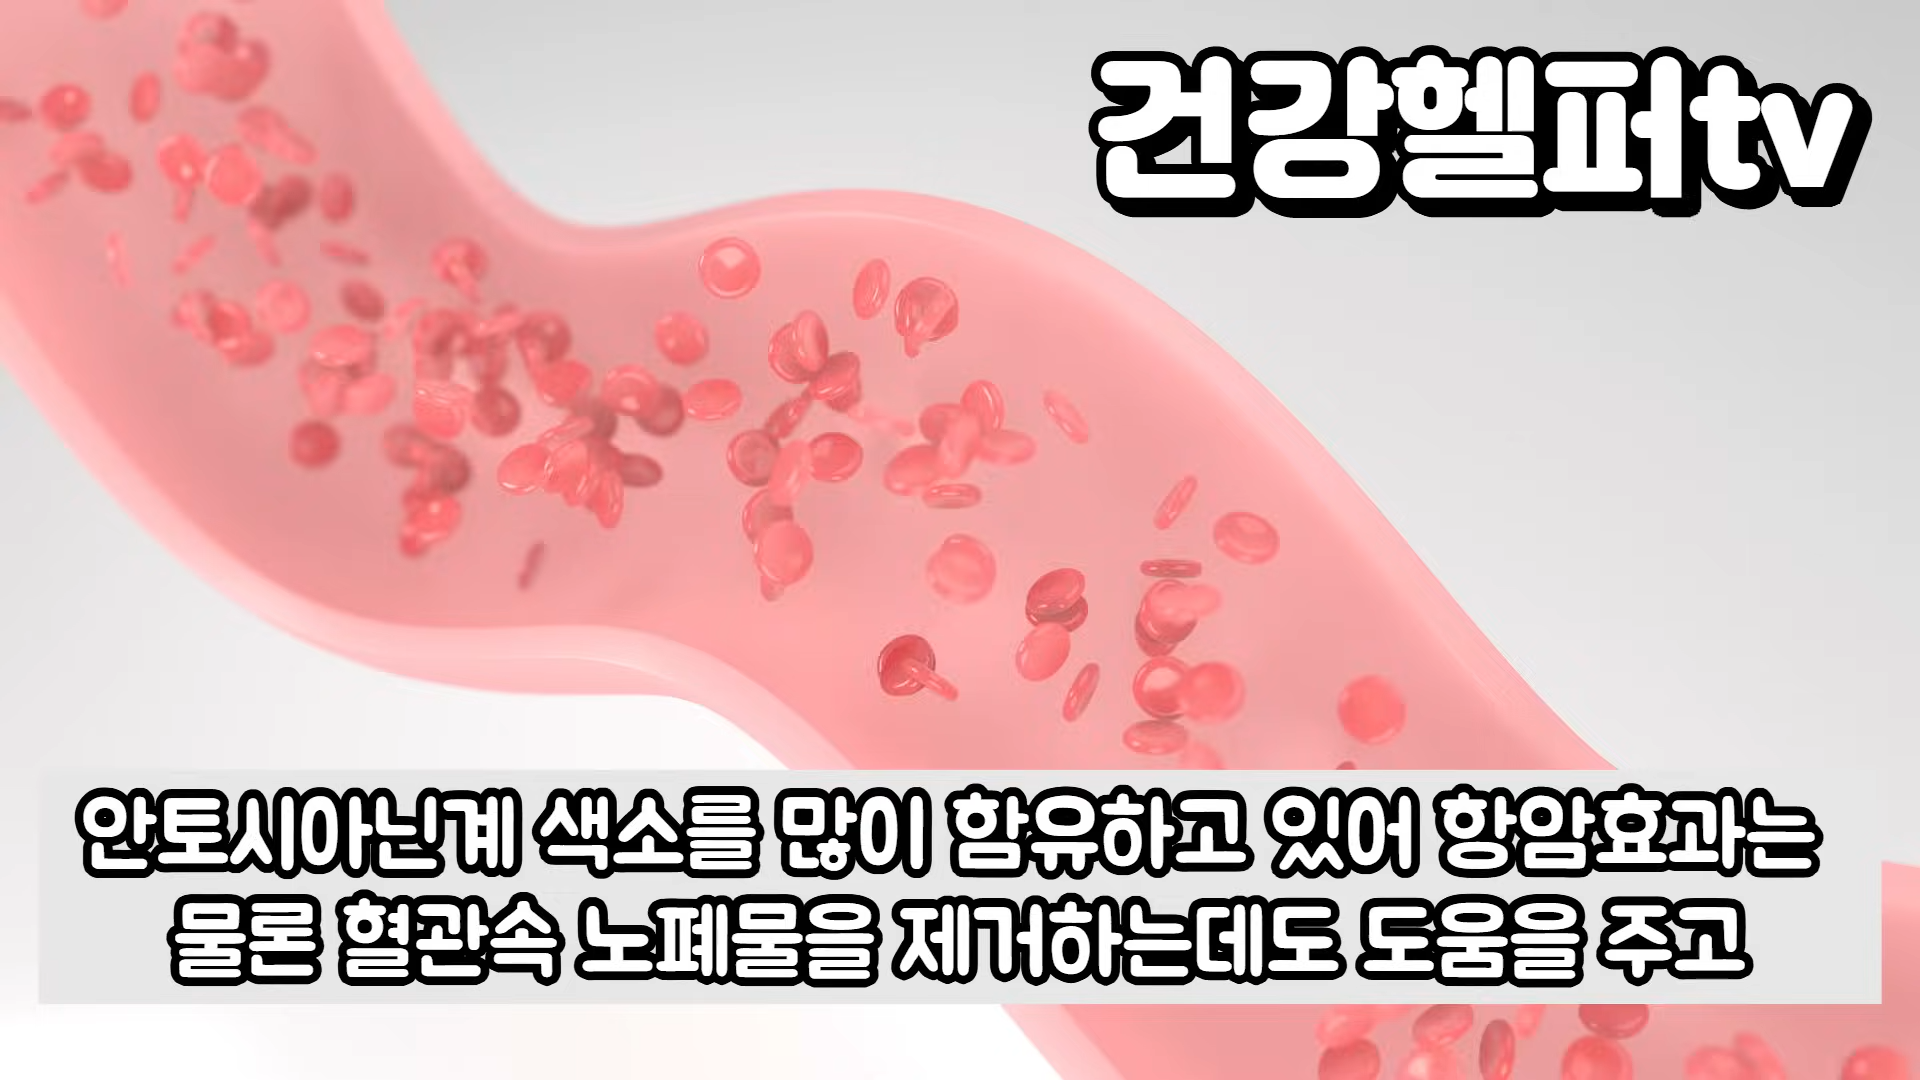 건강헬퍼tv
안토시아닌계 색소를 많이 함유하고 있어 항암효과는
물론 혈관속 노폐물을 제거하는데도 도움을 주고